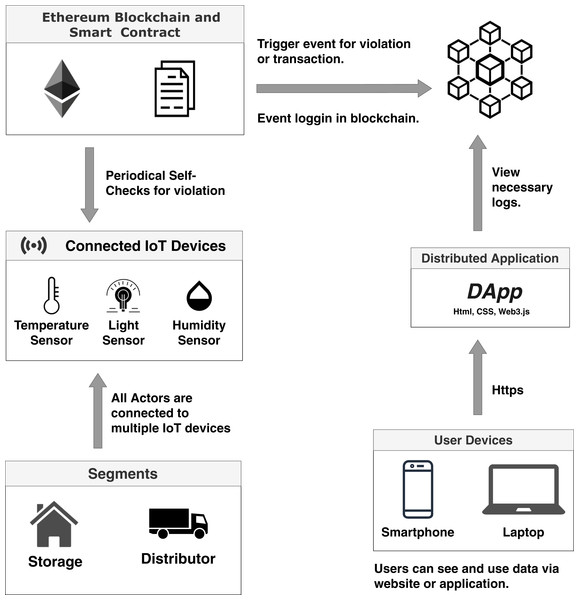 Ethereum Blockchain and
Smart Contract
Trigger event for violation
or transaction.
Event loggin in blockchain.
Periodical Self-
Checks for violation
View
necessary
logs.
Connected IoT Devices
Temperature
Sensor
Light
Sensor
Humidity
Sensor
Distributed Application
DApp
Html, CSS, Web3.js
All Actors are
connected to
multiple IoT devices
Https
Segments
Storage
Distributor
User Devices
Smartphone
Laptop
Users can see and use data via
website or application.